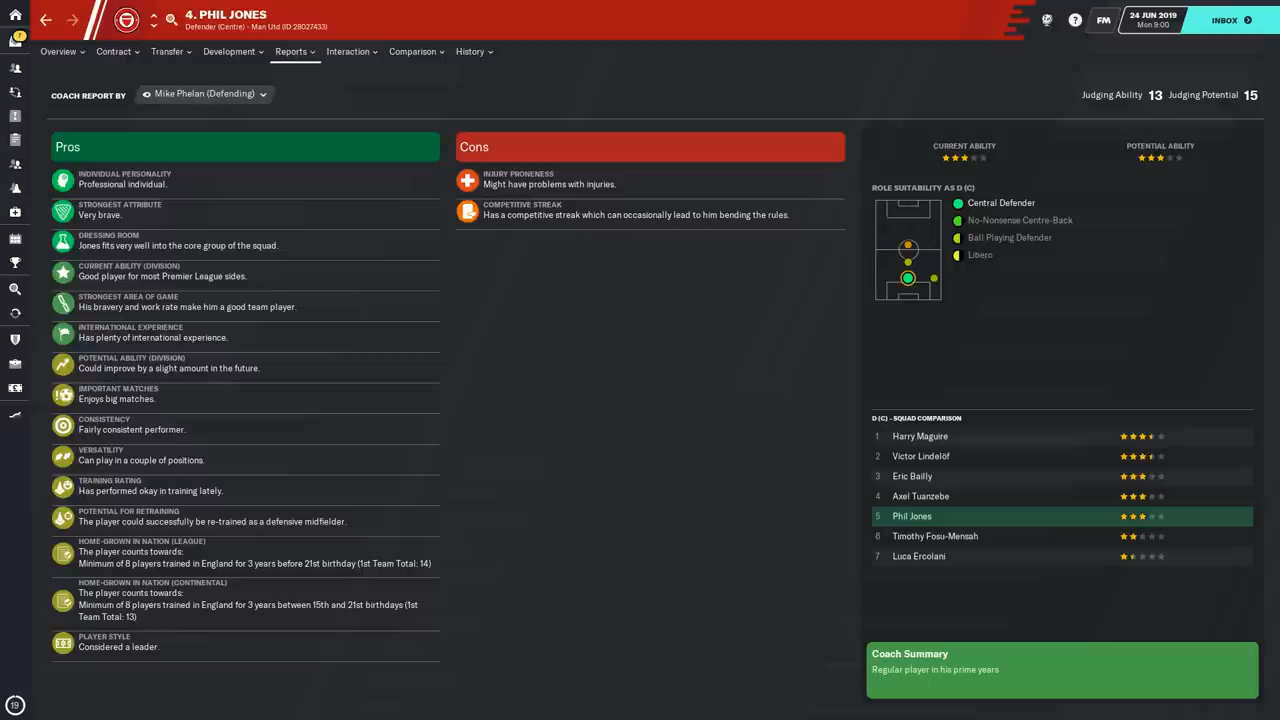 4. PHIL JONES
Defender (Centre) - Man Utd (ID:28027433)
FM
24 JUN 2019
Mon 9:00
INBOX
7
Overview
Contract
Transfer
Development
Reports
Interaction
Comparison
History
COACH REPORT BY
Mike Phelan (Defending)
Judging Ability 13 Judging Potential 15
Pros
INDIVIDUAL PERSONALITY
Professional individual.
STRONGEST ATTRIBUTE
Very brave.
DRESSING ROOM
Jones fits very well into the core group of the squad.
CURRENT ABILITY (DIVISION)
Good player for most Premier League sides.
STRONGEST AREA OF GAME
His bravery and work rate make him a good team player.
INTERNATIONAL EXPERIENCE
Has plenty of international experience.
POTENTIAL ABILITY (DIVISION)
Could improve by a slight amount in the future.
IMPORTANT MATCHES
Enjoys big matches.
CONSISTENCY
Fairly consistent performer.
VERSATILITY
Can play in a couple of positions.
TRAINING RATING
Has performed okay in training lately.
POTENTIAL FOR RETRAINING
The player could successfully be re-trained as a defensive midfielder.
HOME-GROWN IN NATION (LEAGUE)
The player counts towards:
Minimum of 8 players trained in England for 3 years before 21st birthday (1st Team Total: 14)
HOME-GROWN IN NATION (CONTINENTAL)
The player counts towards:
Minimum of 8 players trained in England for 3 years between 15th and 21st birthdays (1st
Team Total: 13)
PLAYER STYLE
Considered a leader.
Cons
INJURY PRONENESS
Might have problems with injuries.
COMPETITIVE STREAK
Has a competitive streak which can occasionally lead to him bending the rules.
CURRENT ABILITY
POTENTIAL ABILITY
ROLE SUITABILITY AS D (C)
Central Defender
No-Nonsense Centre-Back
Ball Playing Defender
Libero
D (C) - SQUAD COMPARISON
1 Harry Maguire
2 Victor Lindelöf
3 Eric Bailly
4 Axel Tuanzebe
5 Phil Jones
6 Timothy Fosu-Mensah
7 Luca Ercolani
Coach Summary
Regular player in his prime years
19